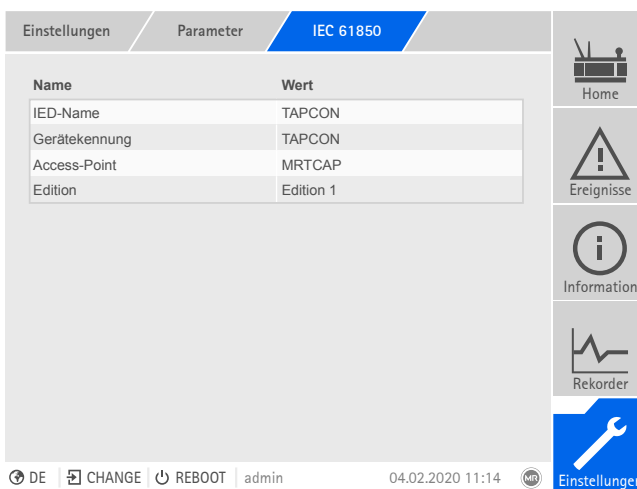 Einstellungen Parameter IEC 61850
Name Wert
IED-Name TAPCON
Gerätekennung TAPCON
Access-Point MRTCAP
Edition Edition 1
Home
Ereignisse
Information
Rekorder
Einstellungen
DE CHANGE REBOOT admin 04.02.2020 11:14 MR